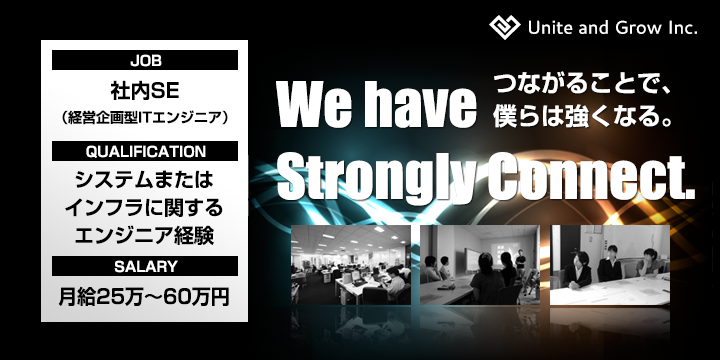 Unite and Grow Inc.
JOB
社内SE
（経営企画型ITエンジニア）
QUALIFICATION
システムまたは
インフラに関する
エンジニア経験
SALARY
月給25万～60万円
つながることで、
僕らは強くなる。
We have
Strongly Connect.